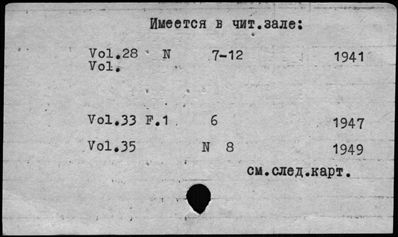 Имеется в чит.зале:
Vol.28 N 7-12 1941
Vol.
Vol.33 F.1 6 1947
Vol.35 N 8 1949
см.след.карт.